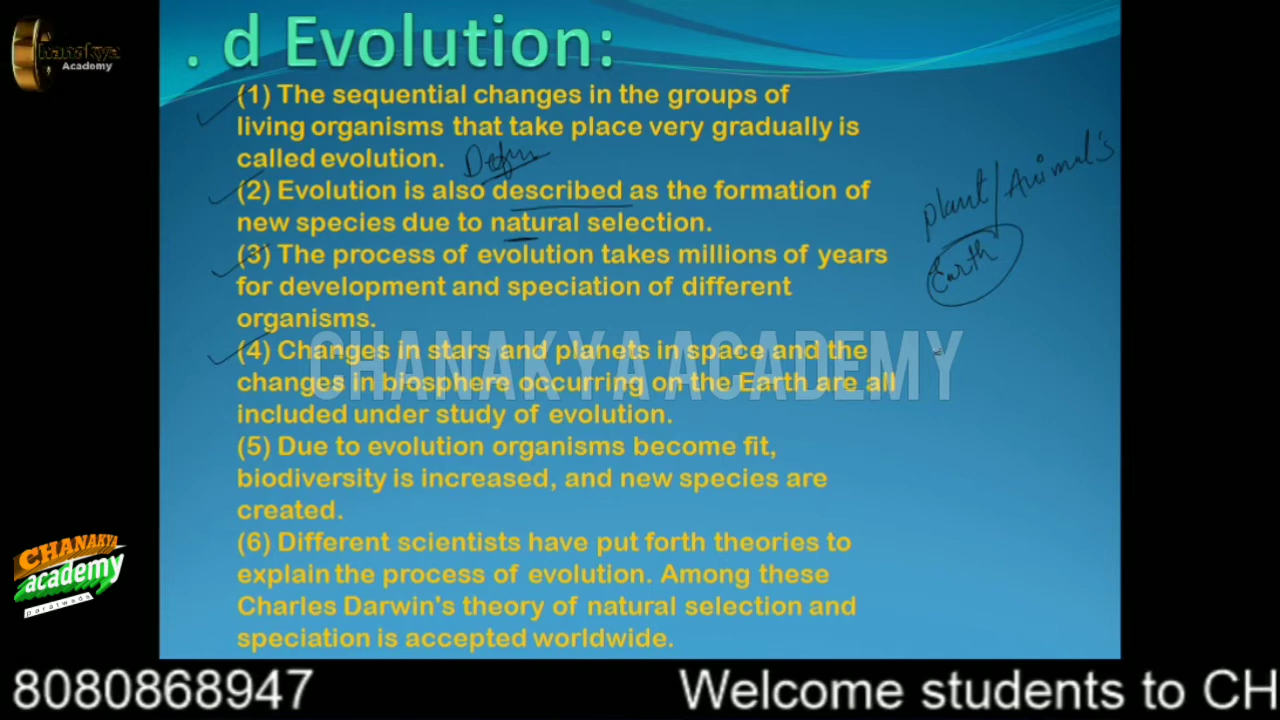 Chanakya
Academy
. d Evolution:
(1) The sequential changes in the groups of
living organisms that take place very gradually is
called evolution. Defn
(2) Evolution is also described as the formation of
new species due to natural selection.
(3) The process of evolution takes millions of years
for development and speciation of different
organisms.
(4) Changes in stars and planets in space and the
changes in biosphere occurring on the Earth are all
included under study of evolution.
(5) Due to evolution organisms become fit,
biodiversity is increased, and new species are
created.
(6) Different scientists have put forth theories to
explain the process of evolution. Among these
Charles Darwin's theory of natural selection and
speciation is accepted worldwide.
plant/Animal's
Earth
CHANAKYA ACADEMY
CHANAKYA
academy
paratwada
8080868947
Welcome students to CH